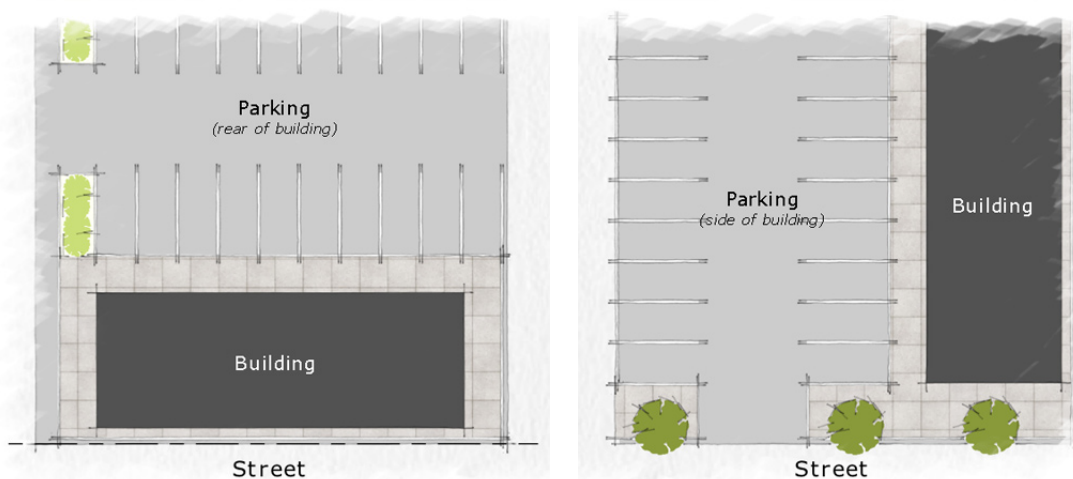 Parking
(rear of building)
Building
Street
Parking
(side of building)
Building
Street